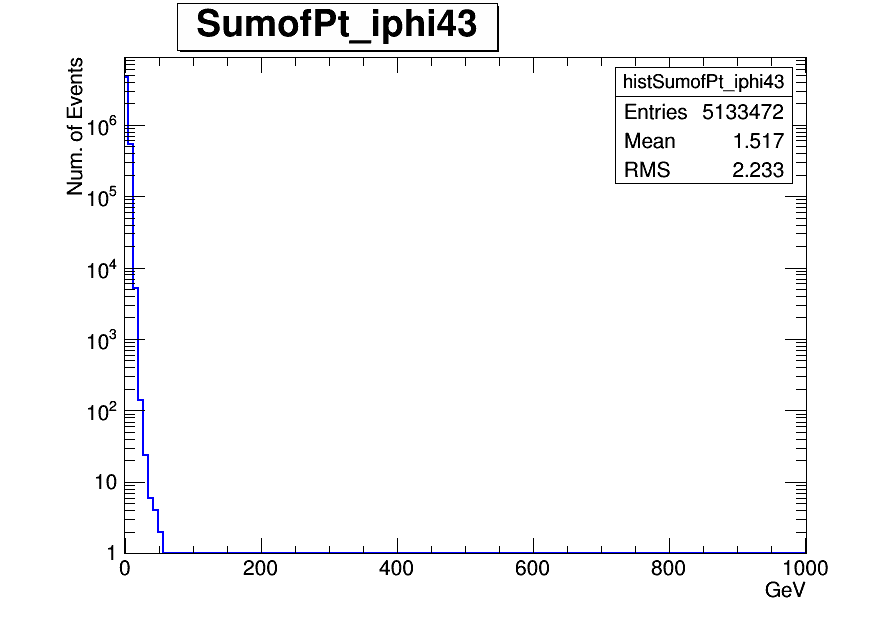 SumofPt_iphi43
histSumofPt_iphi43
Entries 5133472
Mean 1.517
RMS 2.233
Num. of Events
10^6
10^5
10^4
10^3
10^2
10
1
0 200 400 600 800 1000
GeV